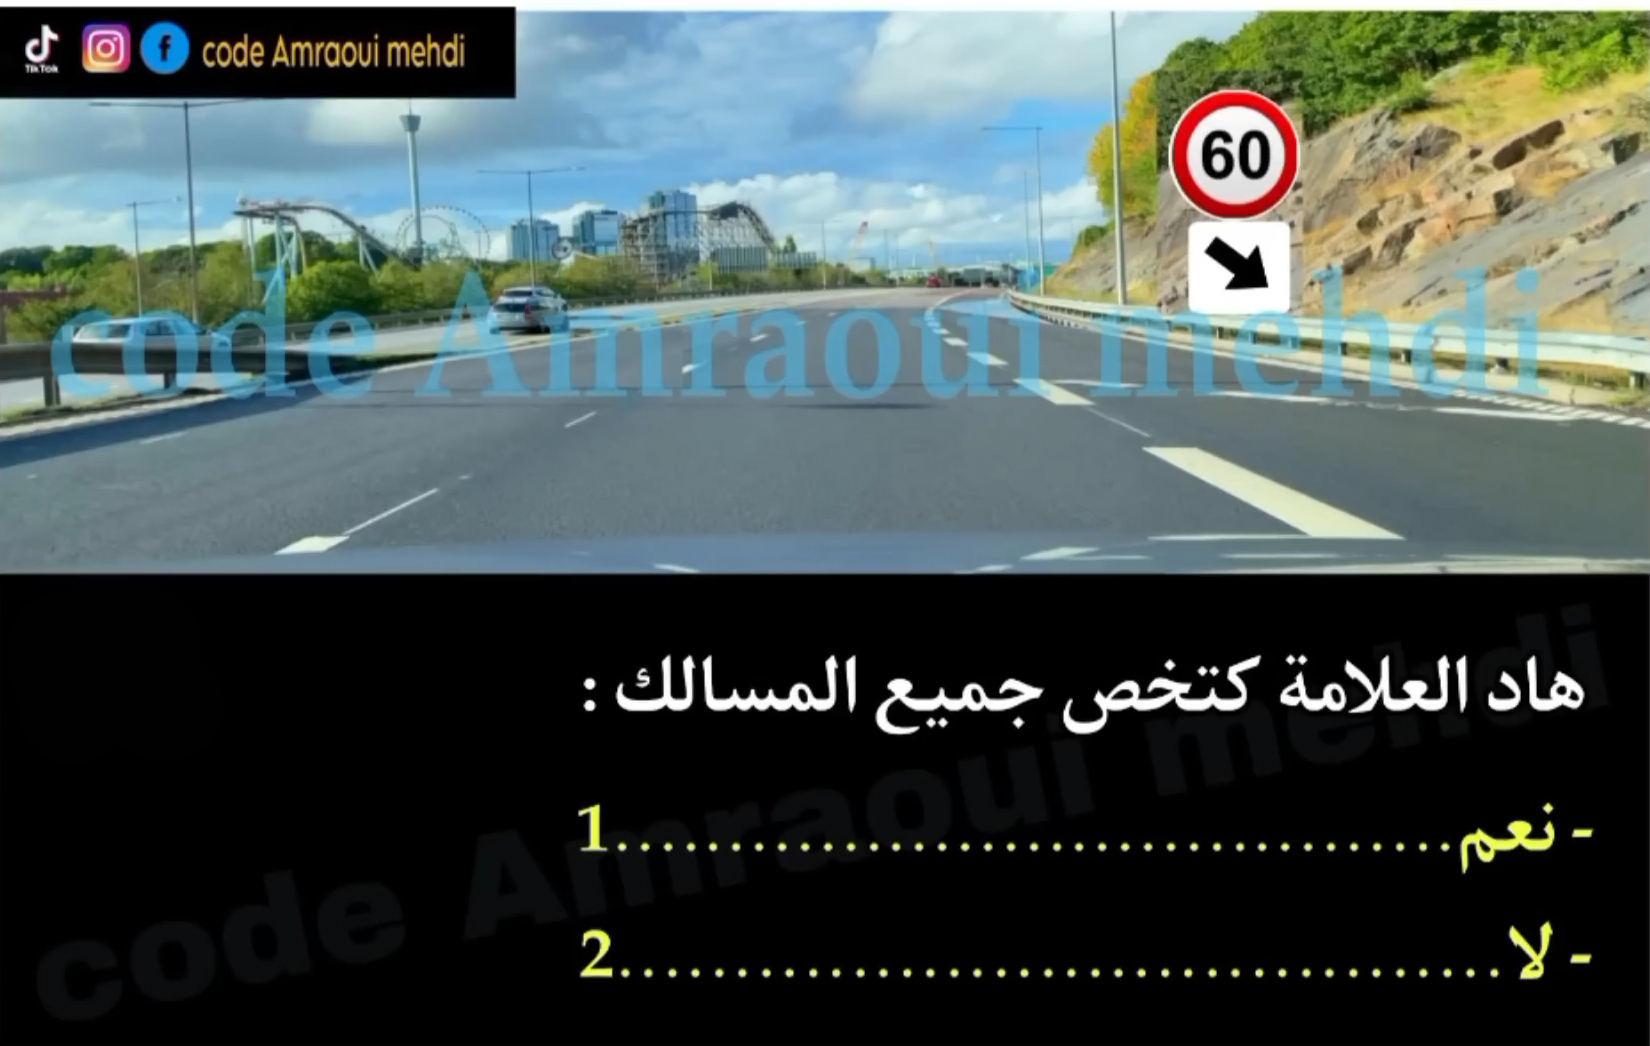 TikTok
code Amraoui mehdi
60
code Amraoui mehdi
هاد العلامة كتخص جميع المسالك :
- نعم.....................................1
- لا.......................................2
code Amraoui mehdi